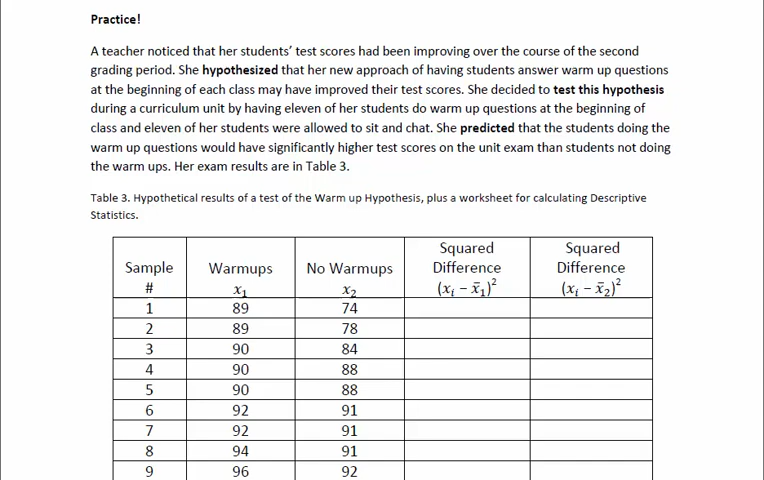 Practice!
A teacher noticed that her students' test scores had been improving over the course of the second
grading period. She hypothesized that her new approach of having students answer warm up questions
at the beginning of each class may have improved their test scores. She decided to test this hypothesis
during a curriculum unit by having eleven of her students do warm up questions at the beginning of
class and eleven of her students were allowed to sit and chat. She predicted that the students doing the
warm up questions would have significantly higher test scores on the unit exam than students not doing
the warm ups. Her exam results are in Table 3.
Table 3. Hypothetical results of a test of the Warm up Hypothesis, plus a worksheet for calculating Descriptive
Statistics.
Sample # Warmups x₁ No Warmups x₂ Squared Difference (xᵢ − x̄₁)² Squared Difference (xᵢ − x̄₂)²
1 89 74
2 89 78
3 90 84
4 90 88
5 90 88
6 92 91
7 92 91
8 94 91
9 96 92